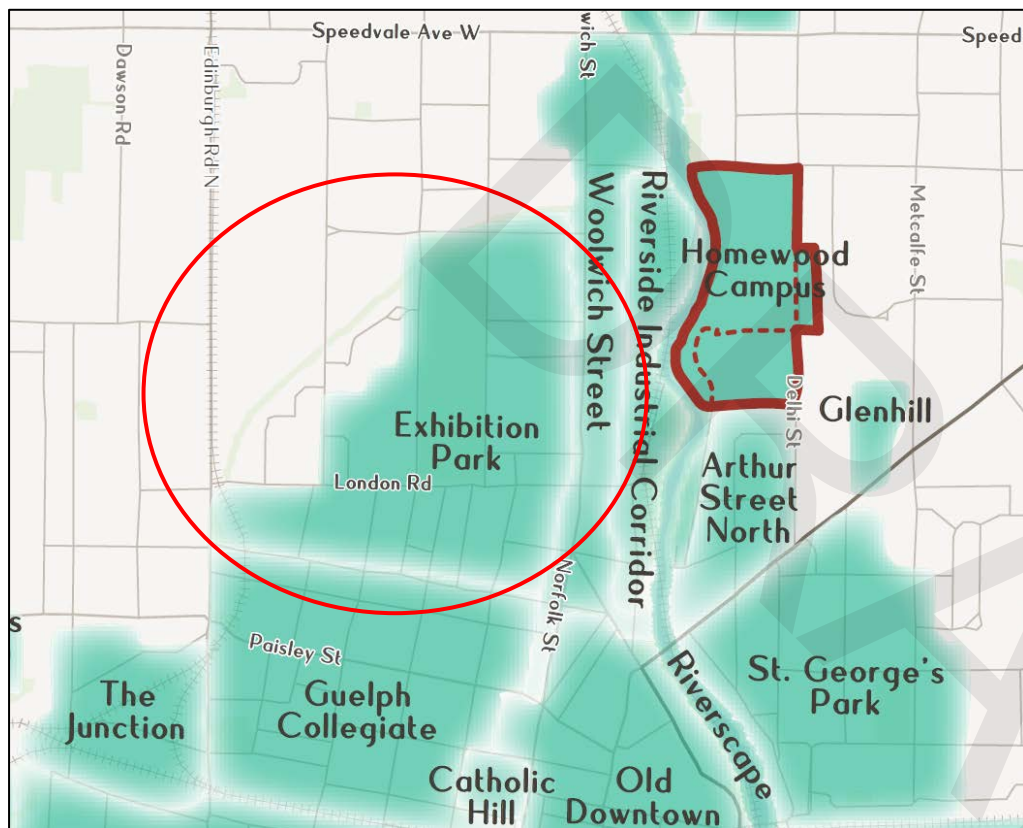 Speedvale Ave W
wich St
Speed
Dawson Rd
Edinburgh Rd N
Woolwich Street
Riverside Industrial Corridor
Homewood
Campus
Metcalfe St
Delhi St
Glenhill
Exhibition
Park
London Rd
Arthur
Street
North
Norfolk St
s
Paisley St
The
Junction
Guelph
Collegiate
Riverscape
St. George's
Park
Catholic
Hill
Old
Downtown